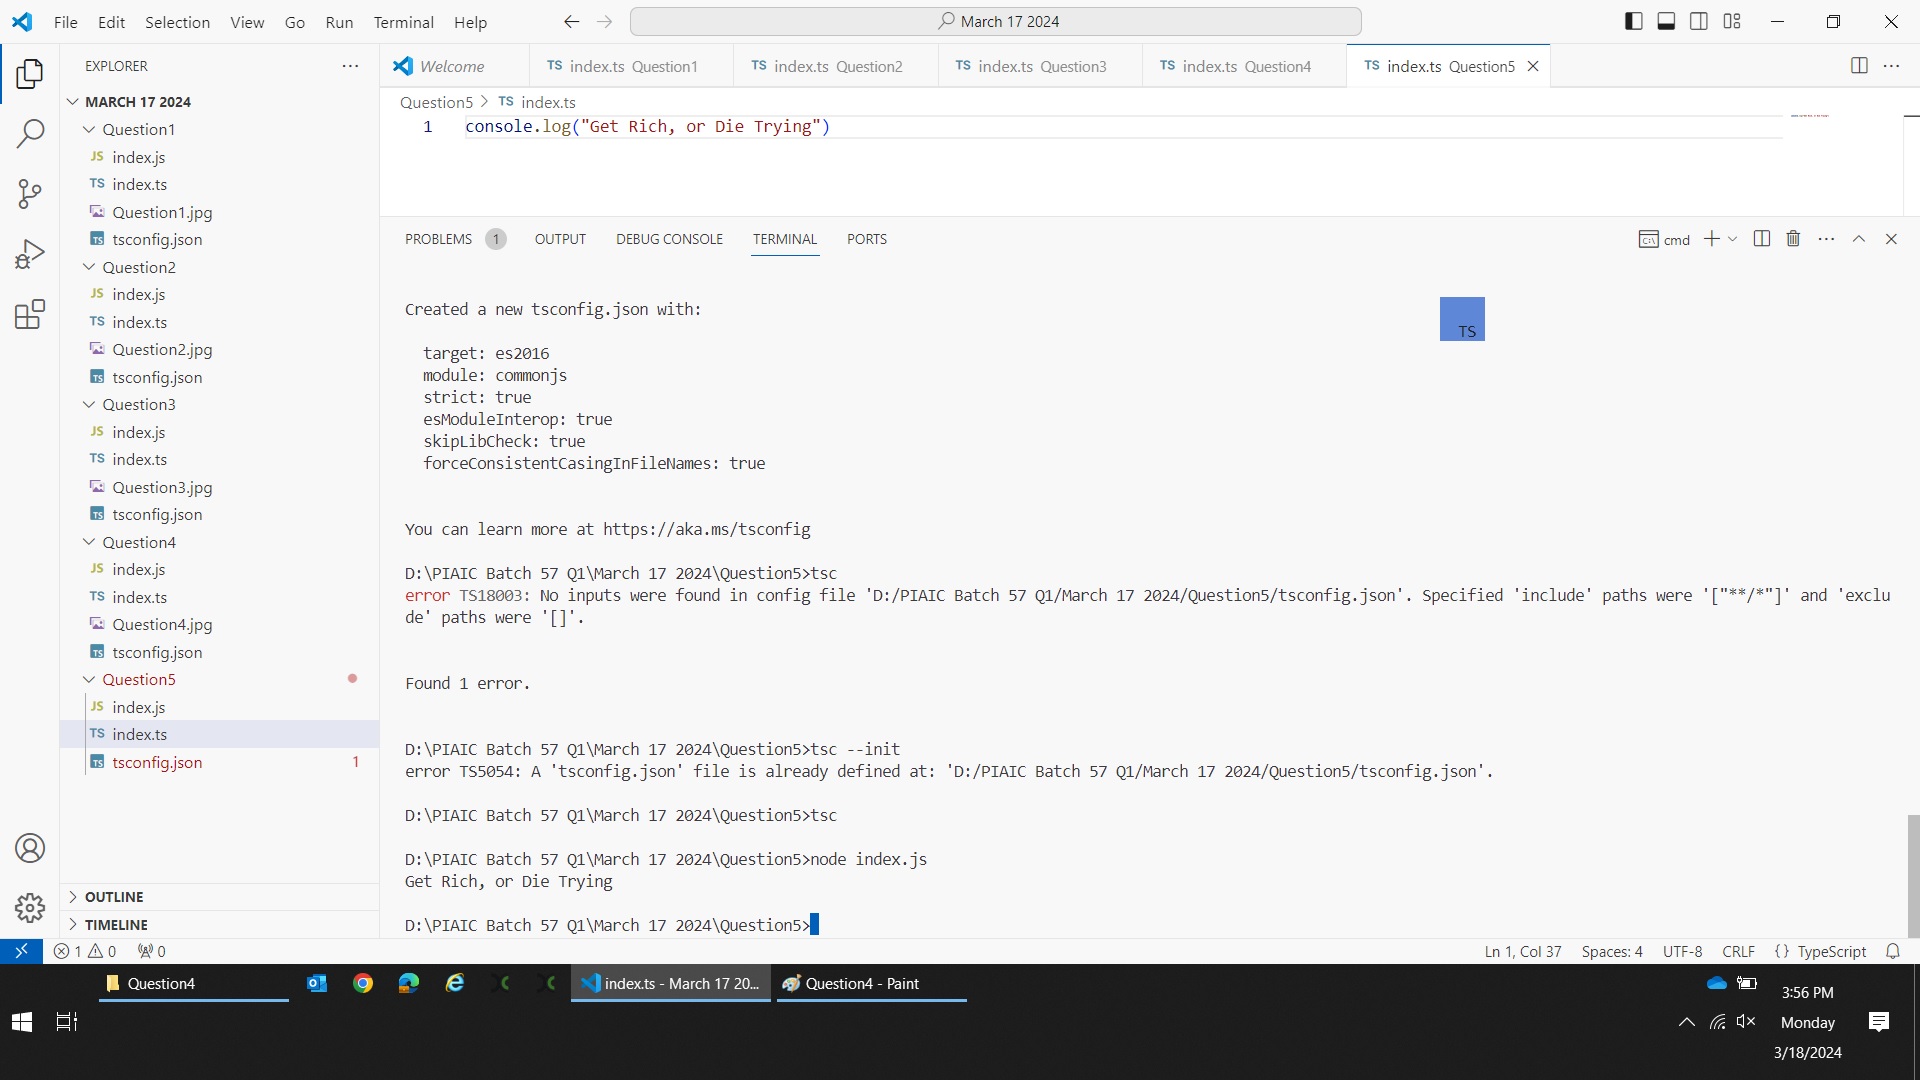 File Edit Selection View Go Run Terminal Help March 17 2024
EXPLORER
MARCH 17 2024
Question1
JS index.js
TS index.ts
Question1.jpg
TS tsconfig.json
Question2
JS index.js
TS index.ts
Question2.jpg
TS tsconfig.json
Question3
JS index.js
TS index.ts
Question3.jpg
TS tsconfig.json
Question4
JS index.js
TS index.ts
Question4.jpg
TS tsconfig.json
Question5
JS index.js
TS index.ts
TS tsconfig.json 1
OUTLINE
TIMELINE
Welcome TS index.ts Question1 TS index.ts Question2 TS index.ts Question3 TS index.ts Question4 TS index.ts Question5
Question5 > TS index.ts
1 console.log("Get Rich, or Die Trying")
PROBLEMS 1 OUTPUT DEBUG CONSOLE TERMINAL PORTS cmd
Created a new tsconfig.json with:
TS
target: es2016
module: commonjs
strict: true
esModuleInterop: true
skipLibCheck: true
forceConsistentCasingInFileNames: true
You can learn more at https://aka.ms/tsconfig
D:\PIAIC Batch 57 Q1\March 17 2024\Question5>tsc
error TS18003: No inputs were found in config file 'D:/PIAIC Batch 57 Q1/March 17 2024/Question5/tsconfig.json'. Specified 'include' paths were '["**/*"]' and 'exclu
de' paths were '[]'.
Found 1 error.
D:\PIAIC Batch 57 Q1\March 17 2024\Question5>tsc --init
error TS5054: A 'tsconfig.json' file is already defined at: 'D:/PIAIC Batch 57 Q1/March 17 2024/Question5/tsconfig.json'.
D:\PIAIC Batch 57 Q1\March 17 2024\Question5>tsc
D:\PIAIC Batch 57 Q1\March 17 2024\Question5>node index.js
Get Rich, or Die Trying
D:\PIAIC Batch 57 Q1\March 17 2024\Question5>
1 0 0 Ln 1, Col 37 Spaces: 4 UTF-8 CRLF {} TypeScript
Question4 index.ts - March 17 20... Question4 - Paint
3:56 PM
Monday
3/18/2024